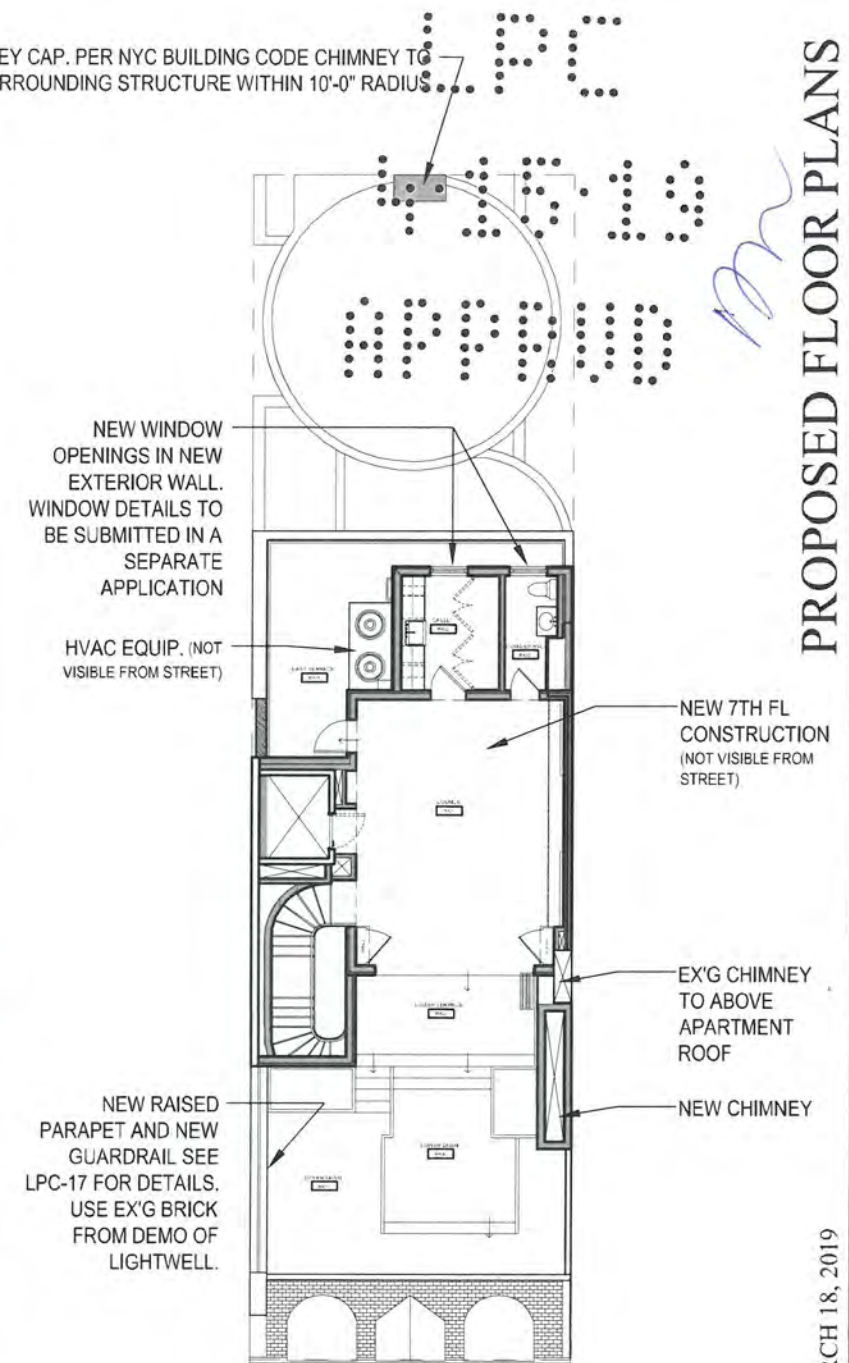 EY CAP. PER NYC BUILDING CODE CHIMNEY TO
RROUNDING STRUCTURE WITHIN 10'-0" RADIUS
LPC
4-15-19
APPRVD
PROPOSED FLOOR PLANS
NEW WINDOW
OPENINGS IN NEW
EXTERIOR WALL.
WINDOW DETAILS TO
BE SUBMITTED IN A
SEPARATE
APPLICATION
HVAC EQUIP. (NOT
VISIBLE FROM STREET)
NEW 7TH FL
CONSTRUCTION
(NOT VISIBLE FROM
STREET)
EX'G CHIMNEY
TO ABOVE
APARTMENT
ROOF
NEW CHIMNEY
NEW RAISED
PARAPET AND NEW
GUARDRAIL SEE
LPC-17 FOR DETAILS.
USE EX'G BRICK
FROM DEMO OF
LIGHTWELL.
CH 18, 2019